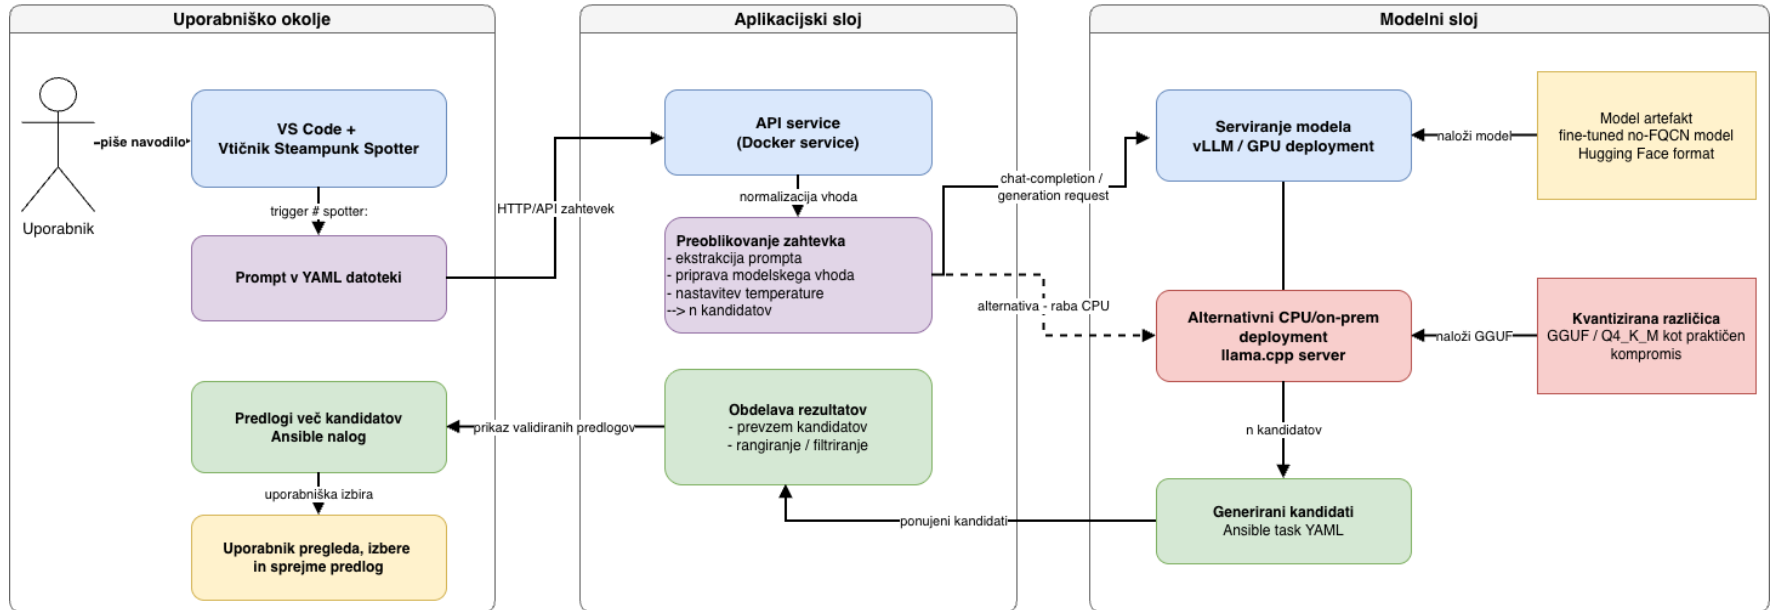 Uporabniško okolje
Aplikacijski sloj
Modelni sloj
Uporabnik
piše navodilo
VS Code +
Vtičnik Steampunk Spotter
trigger # spotter:
Prompt v YAML datoteki
HTTP/API zahtevek
API service
(Docker service)
normalizacija vhoda
Preoblikovanje zahtevka
- ekstrakcija prompta
- priprava modelskega vhoda
- nastavitev temperature
--> n kandidatov
chat-completion /
generation request
alternativa - raba CPU
Serviranje modela
vLLM / GPU deployment
naloži model
Model artefakt
fine-tuned no-FQCN model
Hugging Face format
Alternativni CPU/on-prem
deployment
llama.cpp server
naloži GGUF
Kvantizirana različica
GGUF / Q4_K_M kot praktičen
kompromis
n kandidatov
Generirani kandidati
Ansible task YAML
ponujeni kandidati
Obdelava rezultatov
- prevzem kandidatov
- rangiranje / filtriranje
prikaz validiranih predlogov
Predlogi več kandidatov
Ansible nalog
uporabniška izbira
Uporabnik pregleda, izbere
in sprejme predlog